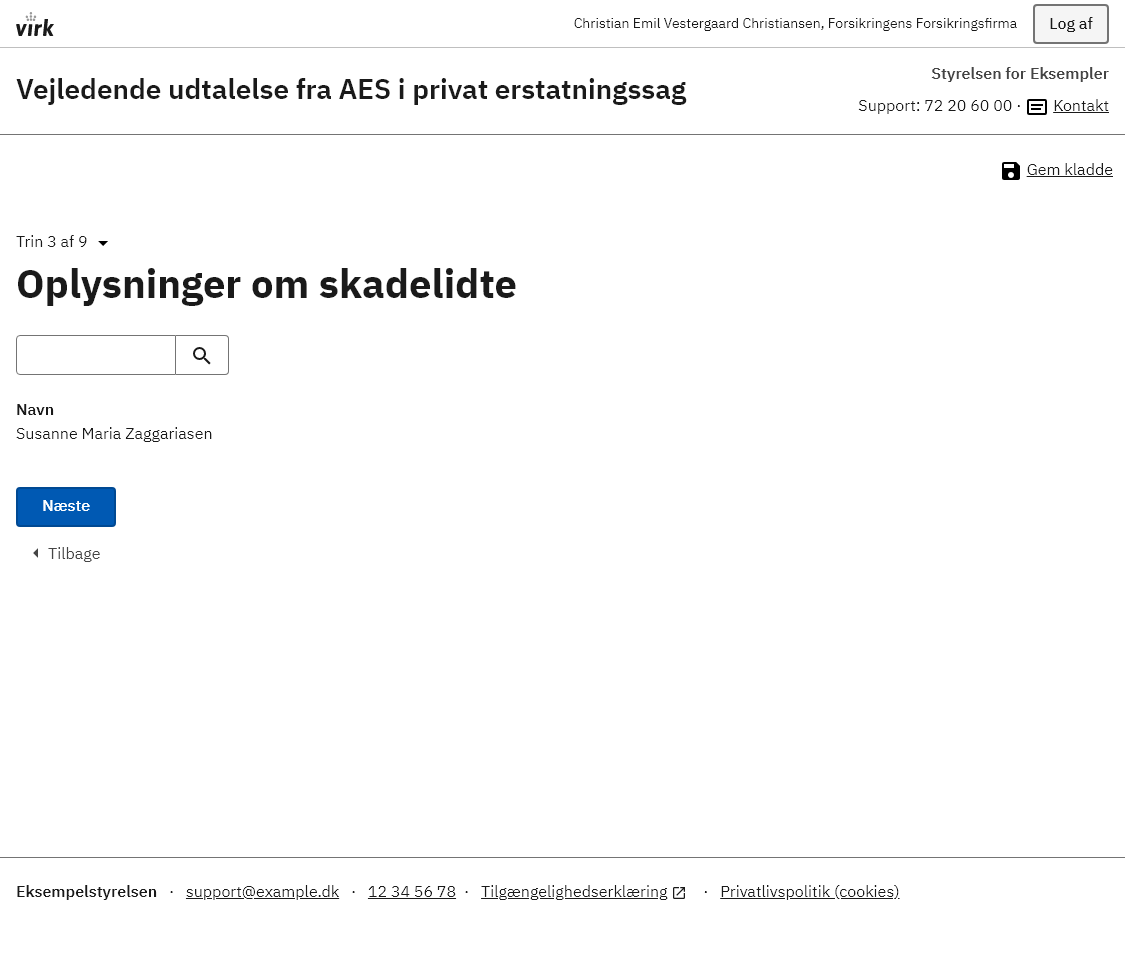 virk
Christian Emil Vestergaard Christiansen, Forsikringens Forsikringsfirma
Log af
Vejledende udtalelse fra AES i privat erstatningssag
Styrelsen for Eksempler
Support: 72 20 60 00 · Kontakt
Gem kladde
Trin 3 af 9
Oplysninger om skadelidte
Navn
Susanne Maria Zaggariasen
Næste
Tilbage
Eksempelstyrelsen · support@example.dk · 12 34 56 78 · Tilgængelighedserklæring · Privatlivspolitik (cookies)